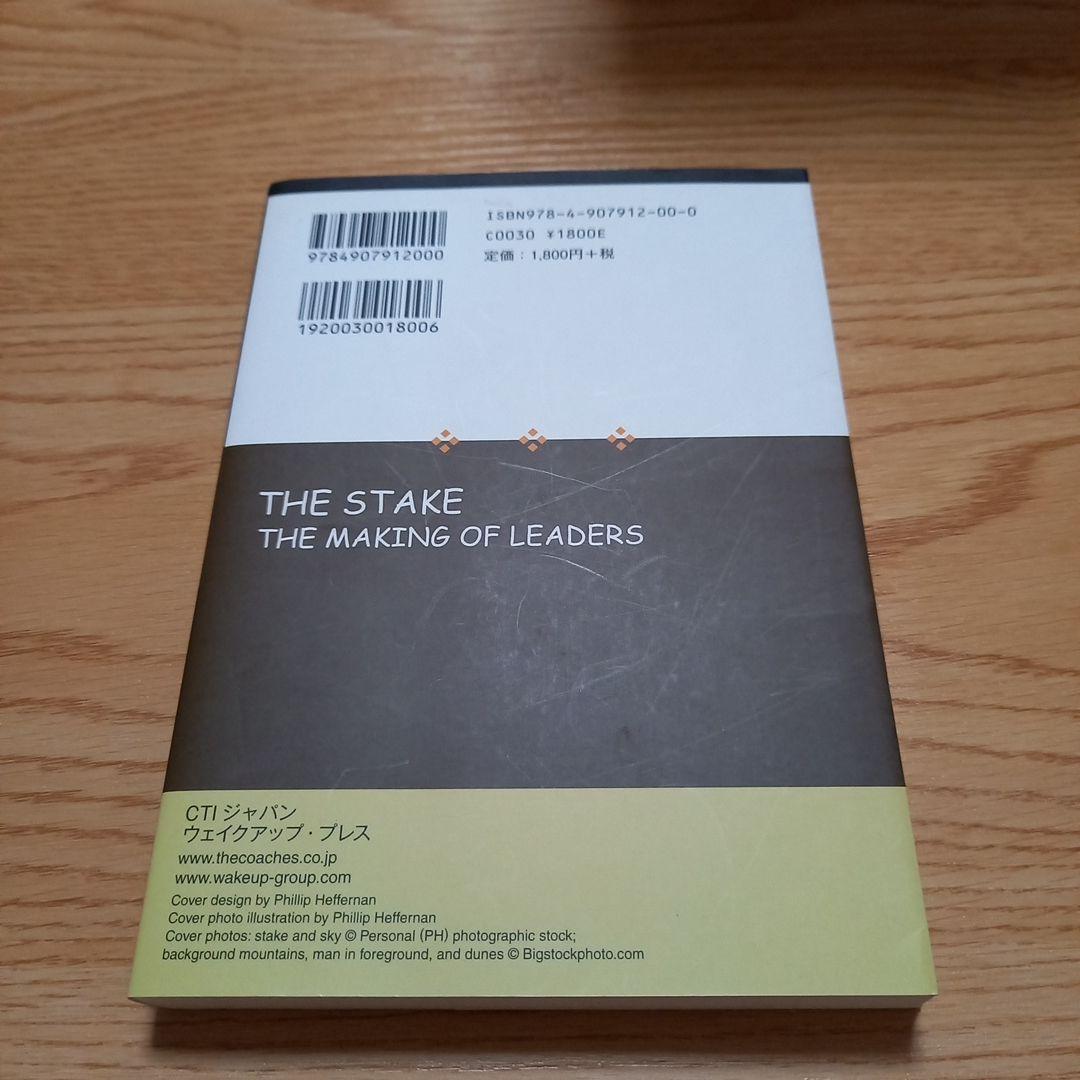 ISBN978-4-907912-00-0
C0030 ¥1800E
定価：1,800円+税
9784907912000
1920030018006
THE STAKE
THE MAKING OF LEADERS
CTI ジャパン
ウェイクアップ・プレス
www.thecoaches.co.jp
www.wakeup-group.com
Cover design by Phillip Heffernan
Cover photo illustration by Phillip Heffernan
Cover photos: stake and sky © Personal (PH) photographic stock;
background mountains, man in foreground, and dunes © Bigstockphoto.com